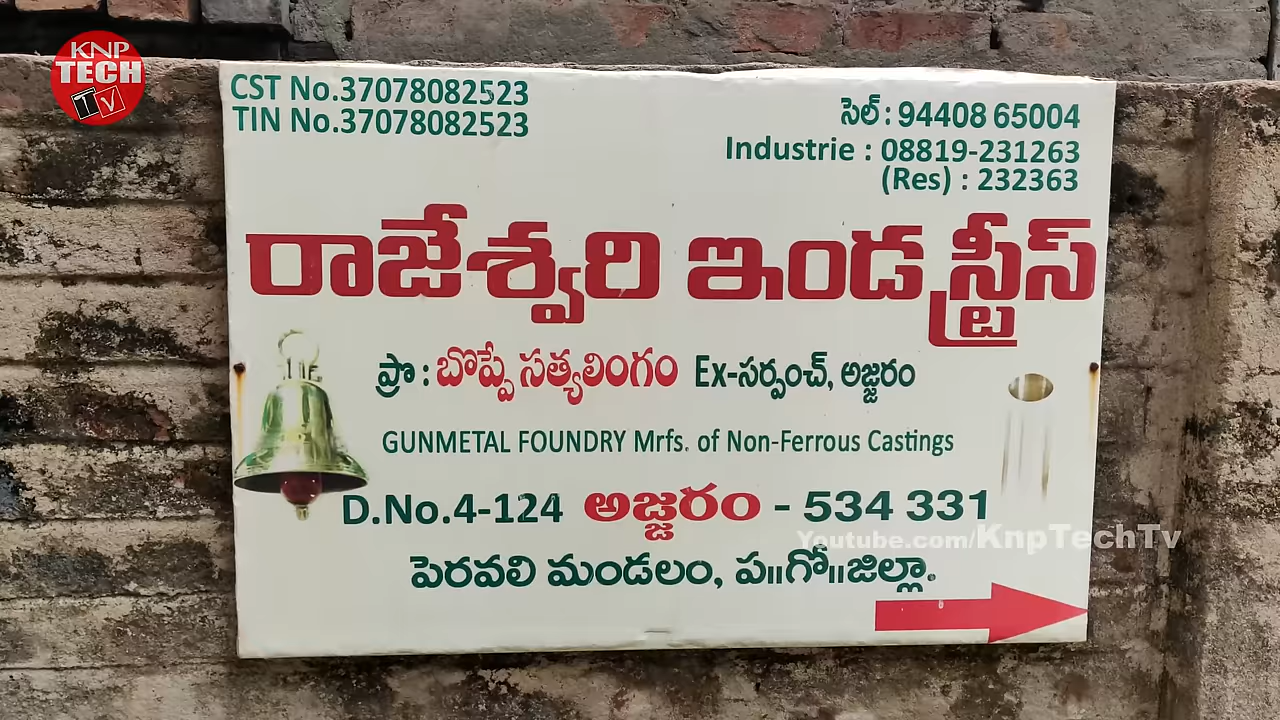 KNP
TECH
TV
CST No.37078082523
TIN No.37078082523
సెల్ : 94408 65004
Industrie : 08819-231263
(Res) : 232363
రాజేశ్వరి ఇండస్ట్రీస్
ప్రొ : బొప్పే సత్యలింగం Ex-సర్పంచ్, అజ్జరం
GUNMETAL FOUNDRY Mrfs. of Non-Ferrous Castings
D.No.4-124 అజ్జరం - 534 331
Youtube.com/KnpTechTv
పెరవలి మండలం, ప॥గో॥జిల్లా.